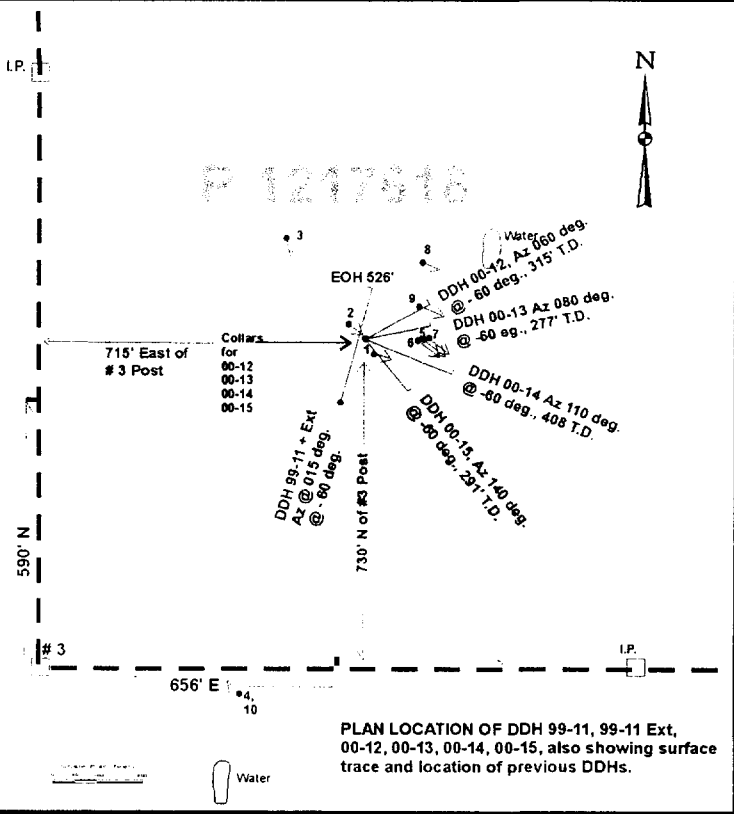 I.P.
N
P 1217618
3
8
Water
EOH 526'
DDH 00-12, Az 060 deg.
@ - 60 deg., 315' T.D.
9
2
DDH 00-13 Az 080 deg.
@ -60 eg., 277' T.D.
715' East of
# 3 Post
Collars
for
00-12
00-13
00-14
00-15
1
6
5
7
DDH 00-14 Az 110 deg.
@ -60 deg., 408 T.D.
DDH 00-15, Az 140 deg.
@ -60 deg., 291' T.D.
DDH 99-11 + Ext
Az @ 015 deg.
@ - 60 deg.
730' N of #3 Post
590' N
# 3
I.P.
656' E
4,
10
PLAN LOCATION OF DDH 99-11, 99-11 Ext,
00-12, 00-13, 00-14, 00-15, also showing surface
trace and location of previous DDHs.
Water